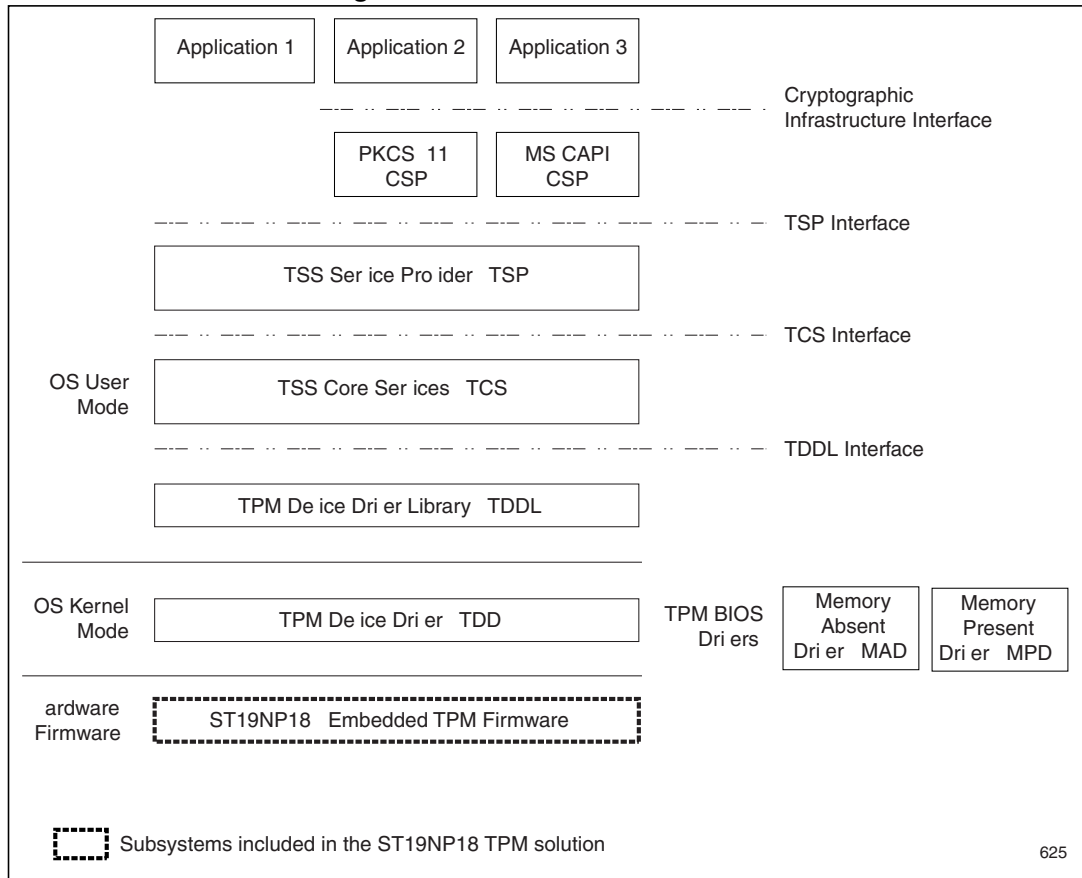 Application 1
Application 2
Application 3
Cryptographic
Infrastructure Interface
PKCS 11
CSP
MS CAPI
CSP
TSP Interface
TSS Ser ice Pro ider TSP
TCS Interface
OS User
Mode
TSS Core Ser ices TCS
TDDL Interface
TPM De ice Dri er Library TDDL
OS Kernel
Mode
TPM De ice Dri er TDD
TPM BIOS
Dri ers
Memory
Absent
Dri er MAD
Memory
Present
Dri er MPD
ardware
Firmware
ST19NP18 Embedded TPM Firmware
Subsystems included in the ST19NP18 TPM solution
625